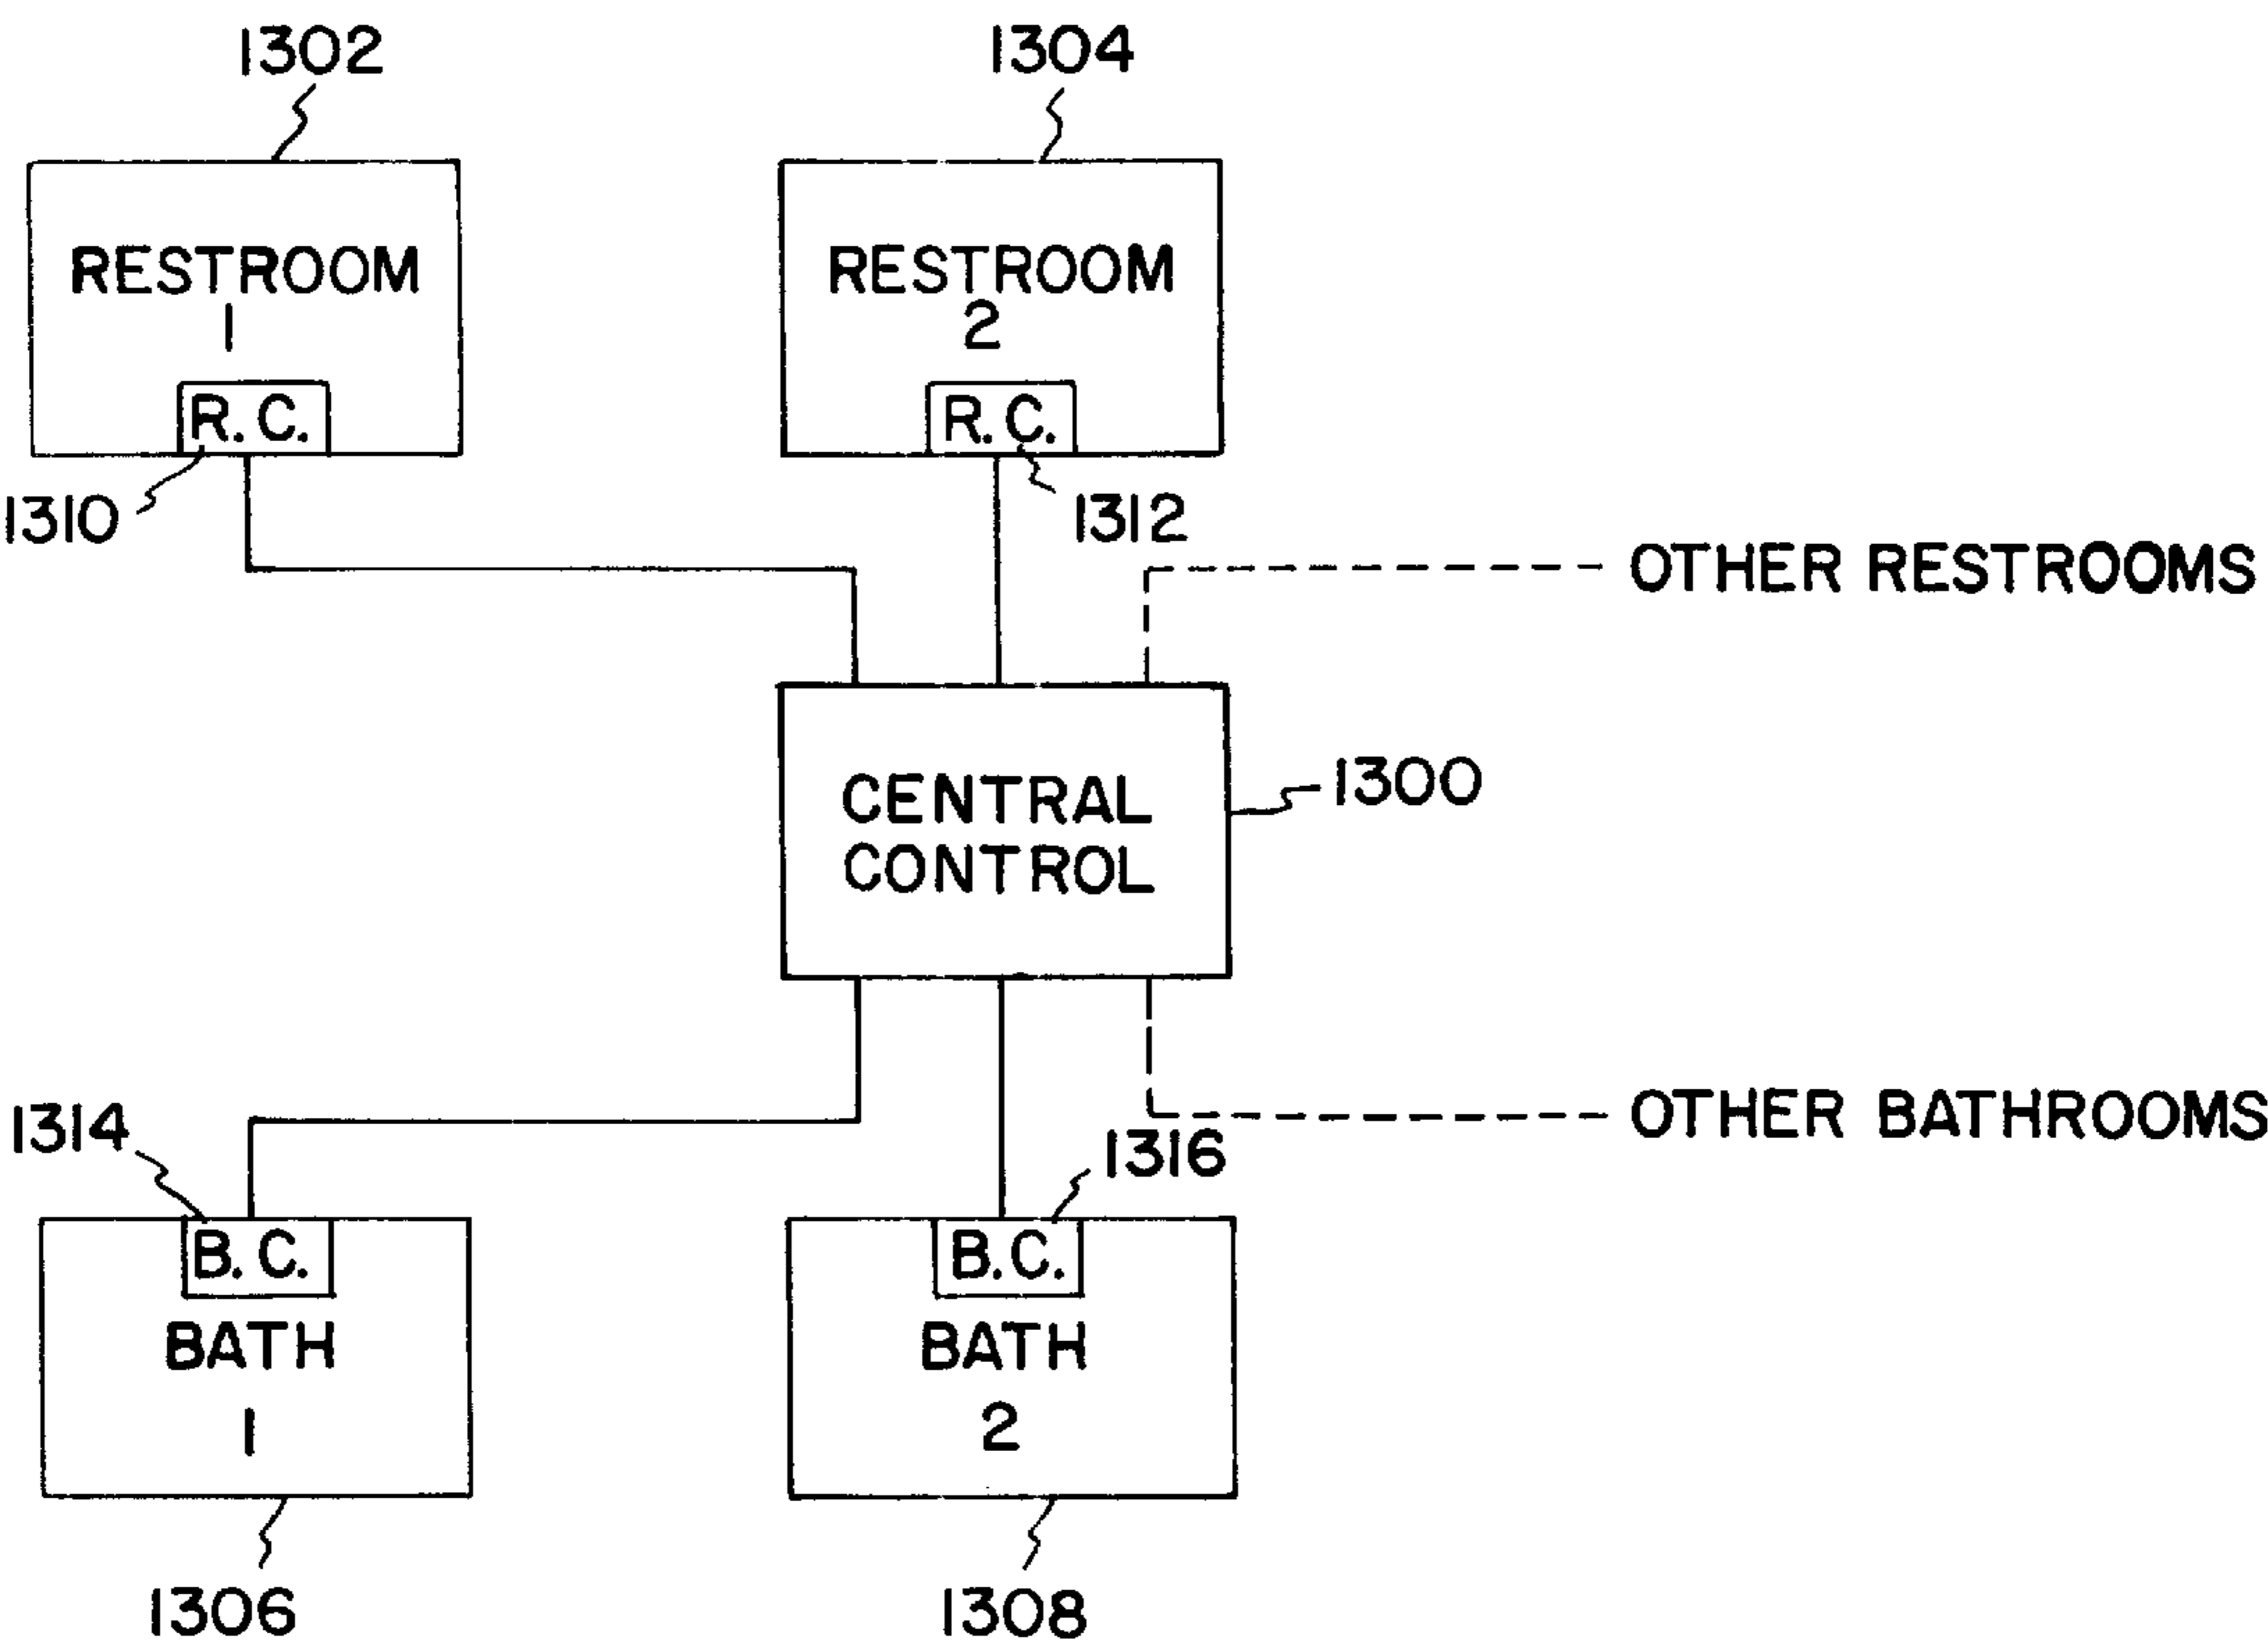 1302
1304
RESTROOM
1
RESTROOM
2
R.C.
R.C.
1310
1312
OTHER RESTROOMS
CENTRAL
CONTROL
1300
1314
OTHER BATHROOMS
1316
B.C.
B.C.
BATH
1
BATH
2
1306
1308